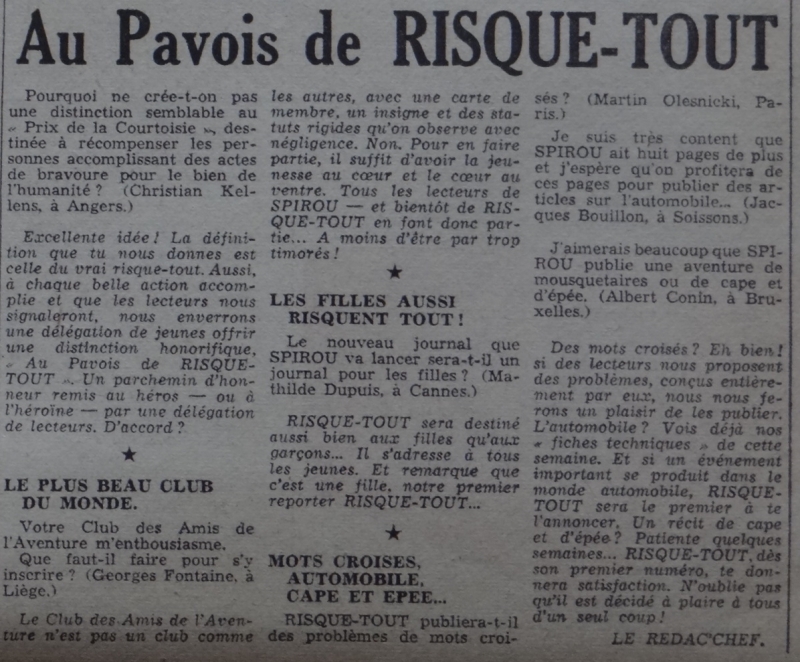 Au Pavois de RISQUE-TOUT
Pourquoi ne crée-t-on pas
une distinction semblable au
« Prix de la Courtoisie », des-
tinée à récompenser les per-
sonnes accomplissant des actes
de bravoure pour le bien de
l'humanité ? (Christian Kel-
lens, à Angers.)
Excellente idée ! La défini-
tion que tu nous donnes est
celle du vrai risque-tout. Aussi,
à chaque belle action accom-
plie et que les lecteurs nous
signaleront, nous enverrons
une délégation de jeunes offrir
une distinction honorifique,
« Au Pavois de RISQUE-
TOUT ». Un parchemin d'hon-
neur remis au héros — ou à
l'héroïne — par une délégation
de lecteurs. D'accord ?
★
LE PLUS BEAU CLUB
DU MONDE.
Votre Club des Amis de
l'Aventure m'enthousiasme.
Que faut-il faire pour s'y
inscrire ? (Georges Fontaine, à
Liège.)
Le Club des Amis de l'Aven-
ture n'est pas un club comme
les autres, avec une carte de
membre, un insigne et des sta-
tuts rigides qu'on observe avec
négligence. Non. Pour en faire
partie, il suffit d'avoir la jeu-
nesse au cœur et le cœur au
ventre. Tous les lecteurs de
SPIROU — et bientôt de RIS-
QUE-TOUT en font donc par-
tie... A moins d'être par trop
timorés !
★
LES FILLES AUSSI
RISQUENT TOUT !
Le nouveau journal que
SPIROU va lancer sera-t-il un
journal pour les filles ? (Ma-
thilde Dupuis, à Cannes.)
RISQUE-TOUT sera destiné
aussi bien aux filles qu'aux
garçons... Il s'adresse à tous
les jeunes. Et remarque que
c'est une fille, notre premier
reporter RISQUE-TOUT...
★
MOTS CROISES,
AUTOMOBILE,
CAPE ET EPEE...
RISQUE-TOUT publiera-t-il
des problèmes de mots croi-
sés ? (Martin Olesnicki, Pa-
ris.)
Je suis très content que
SPIROU ait huit pages de plus
et j'espère qu'on profitera de
ces pages pour publier des ar-
ticles sur l'automobile... (Jac-
ques Bouillon, à Soissons.)
J'aimerais beaucoup que SPI-
ROU publie une aventure de
mousquetaires ou de cape et
d'épée. (Albert Conin, à Bru-
xelles.)
Des mots croisés ? Eh bien !
si des lecteurs nous proposent
des problèmes, conçus entière-
ment par eux, nous nous fe-
rons un plaisir de les publier.
L'automobile ? Vois déjà nos
« fiches techniques » de cette
semaine. Et si un événement
important se produit dans le
monde automobile, RISQUE-
TOUT sera le premier à te
l'annoncer. Un récit de cape
et d'épée ? Patiente quelques
semaines... RISQUE-TOUT, dès
son premier numéro, te don-
nera satisfaction. N'oublie pas
qu'il est décidé à plaire à tous
d'un seul coup !
LE REDAC'CHEF.